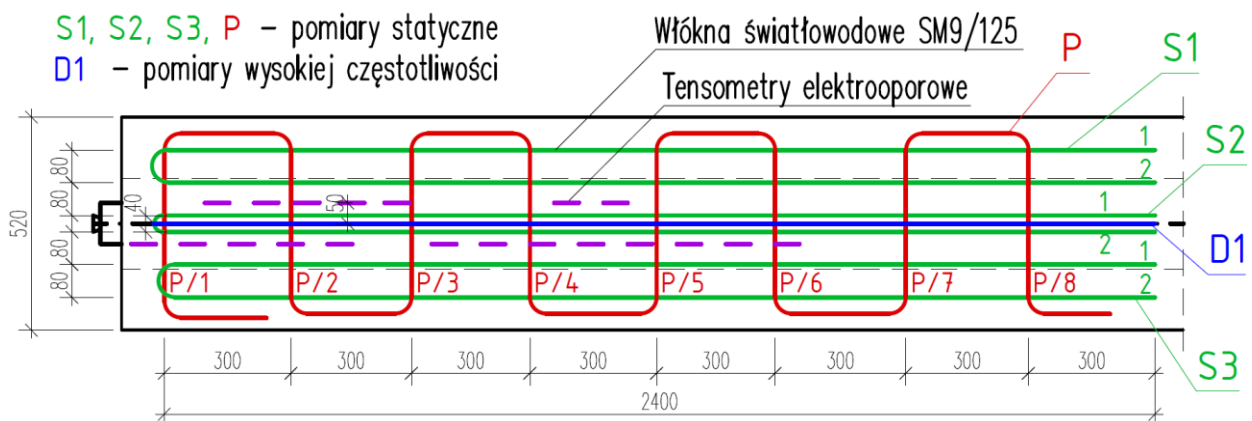 S1, S2, S3, P – pomiary statyczne
D1 – pomiary wysokiej częstotliwości
Włókna światłowodowe SM9/125
Tensometry elektrooporowe
P
S1
S2
D1
S3
1
2
1
2
1
2
520
80
80
80
80
40
50
P/1 P/2 P/3 P/4 P/5 P/6 P/7 P/8
300 300 300 300 300 300 300 300
2400